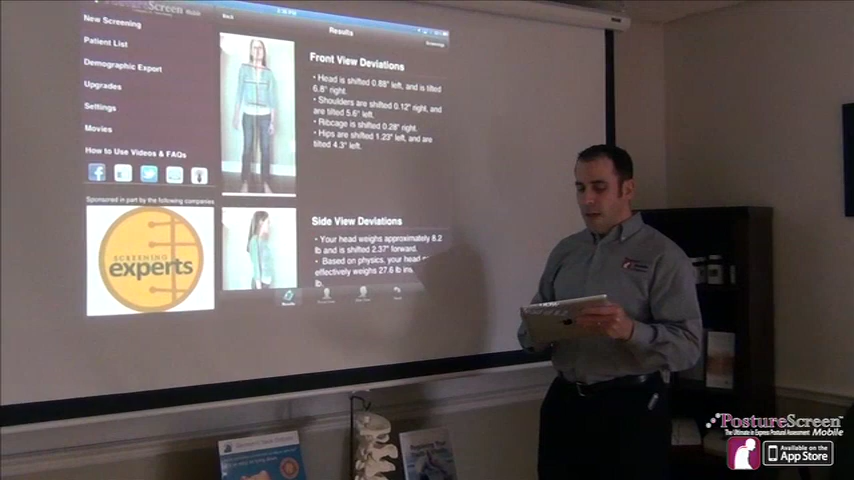 PostureScreen Mobile
New Screening
Patient List
Demographic Export
Upgrades
Settings
Movies
How to Use Videos & FAQs
Sponsored in part by the following companies
SCREENING
experts
Back
Results
Screenings
Front View Deviations
• Head is shifted 0.88" left, and is tilted
6.8° right.
• Shoulders are shifted 0.12" right, and
are tilted 5.6° left.
• Ribcage is shifted 0.28" right.
• Hips are shifted 1.23" left, and are
tilted 4.3° left.
Side View Deviations
• Your head weighs approximately 8.2
lb and is shifted 2.37" forward.
• Based on physics, your head
effectively weighs 27.6 lb
lb.
Results
PostureScreen™
The Ultimate in Express Postural Assessment Mobile
Available on the
App Store